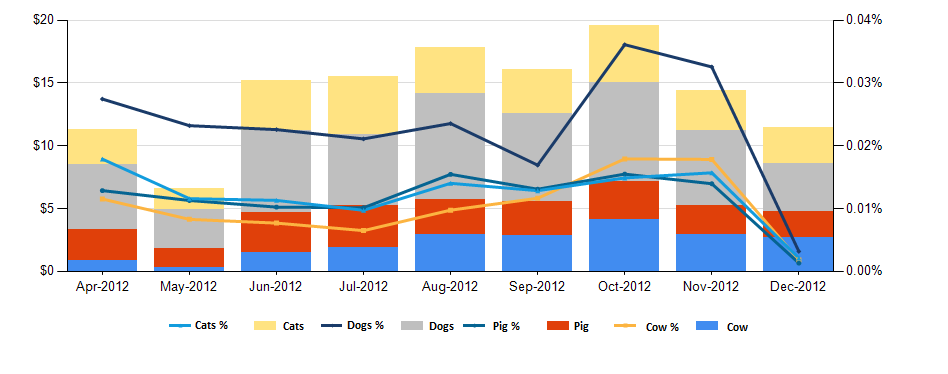 $20 0.04%
$15 0.03%
$10 0.02%
$5 0.01%
$0 0.00%
Apr-2012 May-2012 Jun-2012 Jul-2012 Aug-2012 Sep-2012 Oct-2012 Nov-2012 Dec-2012
Cats % Cats Dogs % Dogs Pig % Pig Cow % Cow